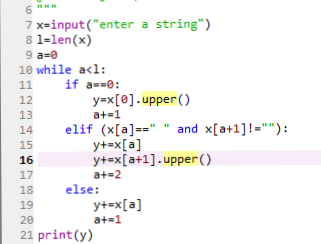 6 """
7 x=input("enter a string")
8 l=len(x)
9 a=0
10 while a<l:
11     if a==0:
12         y=x[0].upper()
13         a+=1
14     elif (x[a]==" " and x[a+1]!=""):
15         y+=x[a]
16         y+=x[a+1].upper()
17         a+=2
18     else:
19         y+=x[a]
20         a+=1
21 print(y)